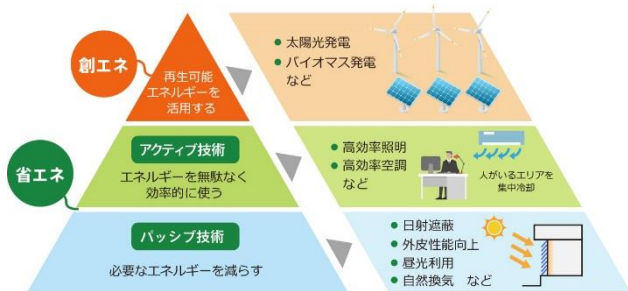 創エネ
再生可能
エネルギーを
活用する
● 太陽光発電
● バイオマス発電
など
省エネ
アクティブ技術
エネルギーを無駄なく
効率的に使う
● 高効率照明
● 高効率空調
など
人がいるエリアを
集中冷却
パッシブ技術
必要なエネルギーを減らす
● 日射遮蔽
● 外皮性能向上
● 昼光利用
● 自然換気 など